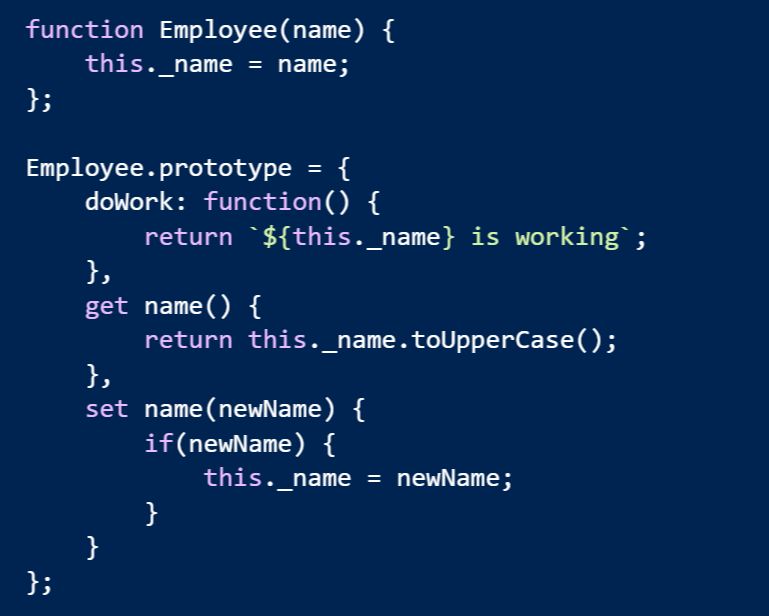 function Employee(name) {
    this._name = name;
};

Employee.prototype = {
    doWork: function() {
        return `${this._name} is working`;
    },
    get name() {
        return this._name.toUpperCase();
    },
    set name(newName) {
        if(newName) {
            this._name = newName;
        }
    }
};